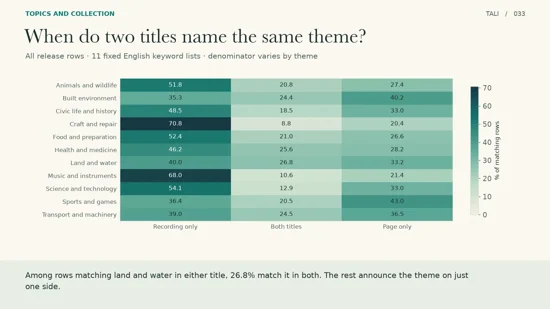 TOPICS AND COLLECTION
TALI / 033
When do two titles name the same theme?
All release rows · 11 fixed English keyword lists · denominator varies by theme
Animals and wildlife 51.8 20.8 27.4
Built environment 35.3 24.4 40.2
Civic life and history 48.5 18.5 33.0
Craft and repair 70.8 8.8 20.4
Food and preparation 52.4 21.0 26.6
Health and medicine 46.2 25.6 28.2
Land and water 40.0 26.8 33.2
Music and instruments 68.0 10.6 21.4
Science and technology 54.1 12.9 33.0
Sports and games 36.4 20.5 43.0
Transport and machinery 39.0 24.5 36.5
Recording only Both titles Page only
70
60
50
40
30
20
10
0
% of matching rows
Among rows matching land and water in either title, 26.8% match it in both. The rest announce the theme on just
one side.